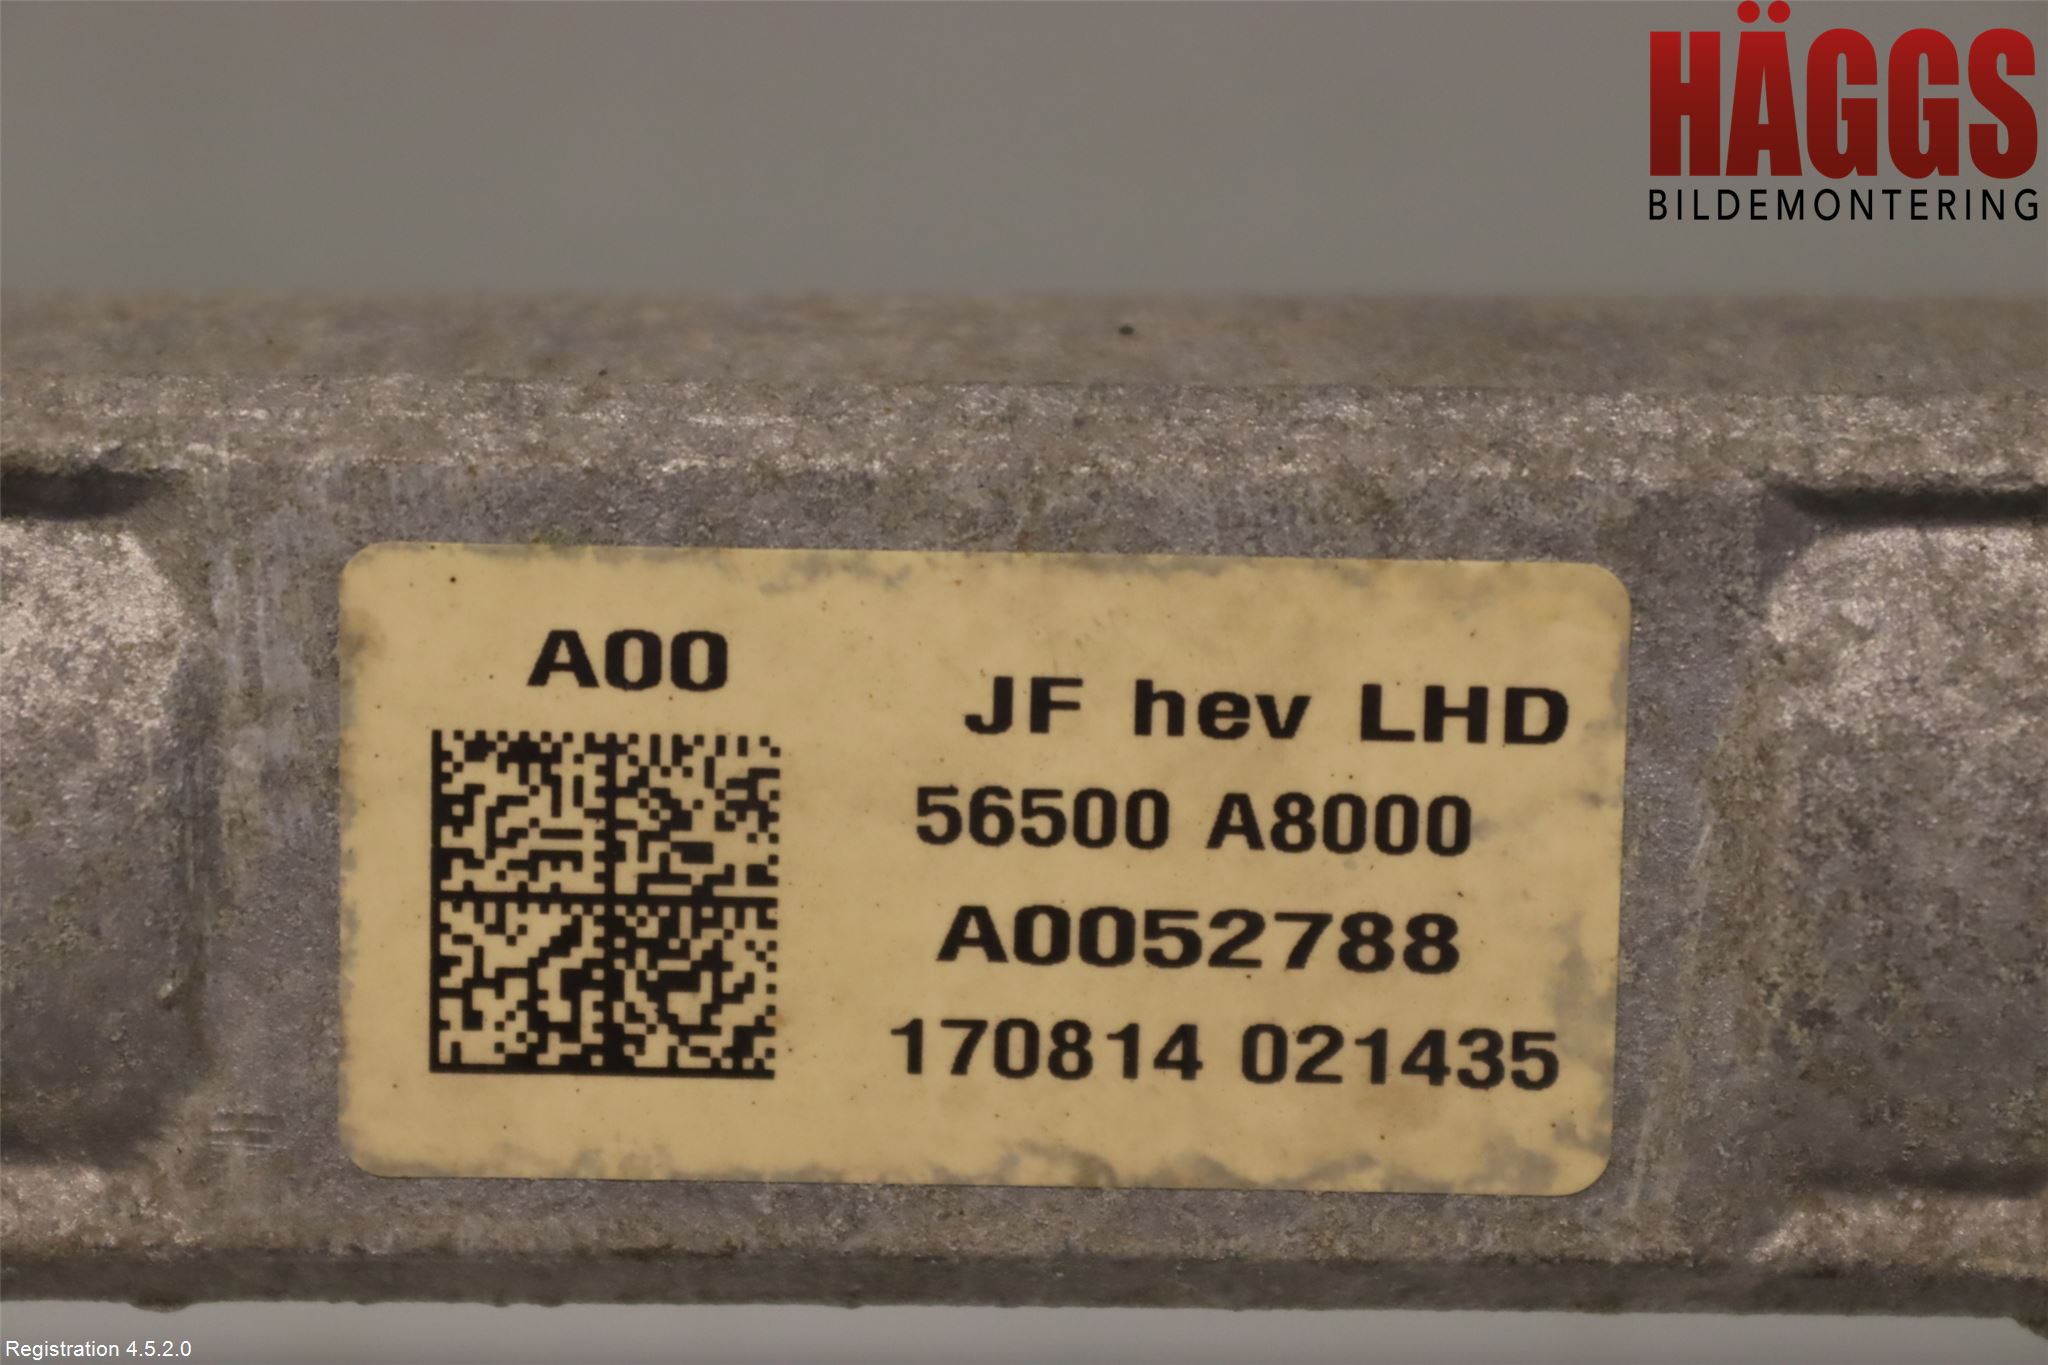 HÄGGS
BILDEMONTERING
A00
JF hev LHD
56500 A8000
A0052788
170814 021435
Registration 4.5.2.0